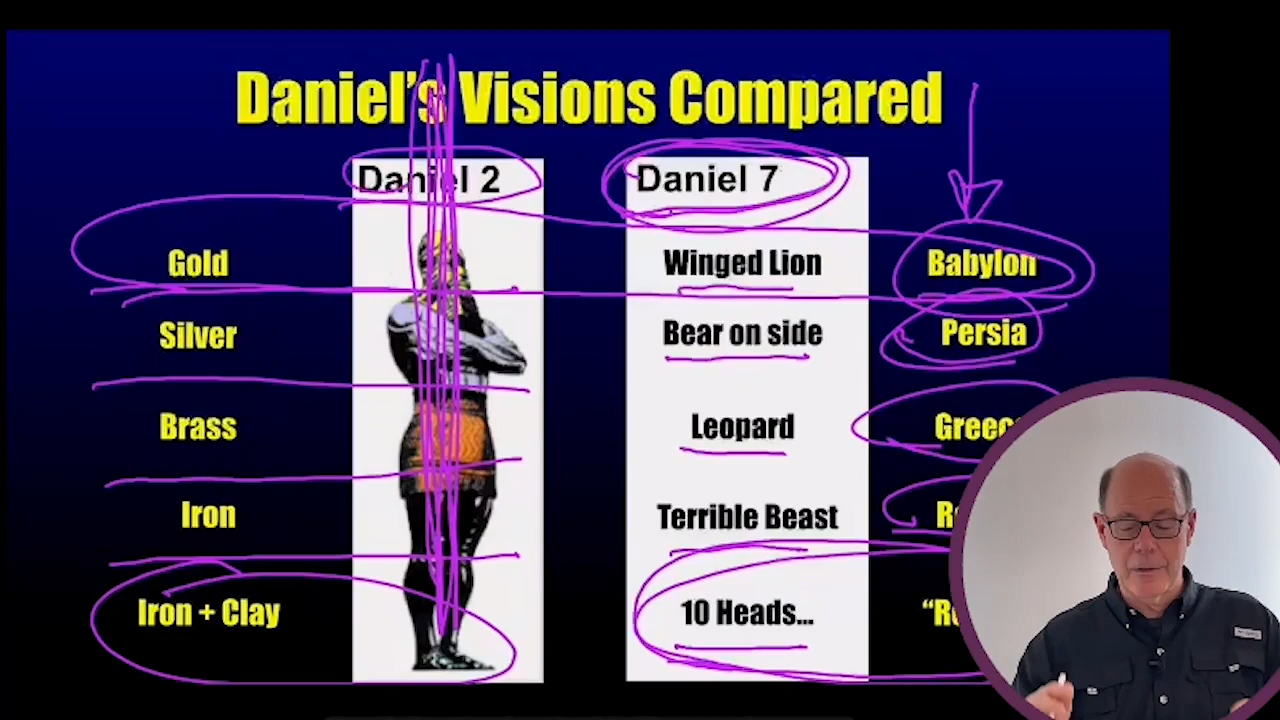 Daniel's Visions Compared
Daniel 2 Daniel 7
Gold Winged Lion Babylon
Silver Bear on side Persia
Brass Leopard Greec
Iron Terrible Beast
Iron + Clay 10 Heads...